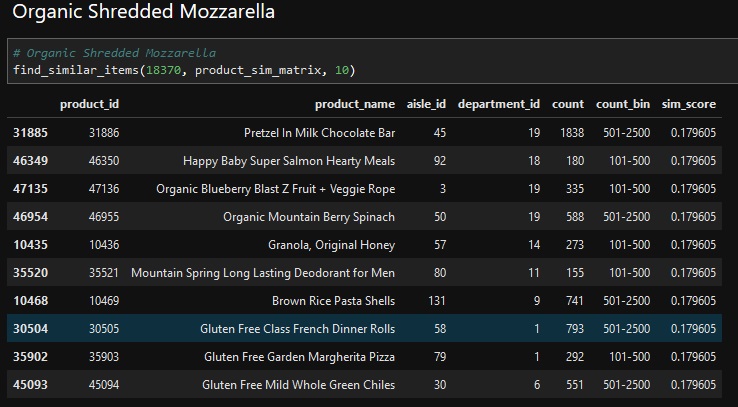 Organic Shredded Mozzarella
# Organic Shredded Mozzarella
find_similar_items(18370, product_sim_matrix, 10)
product_id product_name aisle_id department_id count count_bin sim_score
31885 31886 Pretzel In Milk Chocolate Bar 45 19 1838 501-2500 0.179605
46349 46350 Happy Baby Super Salmon Hearty Meals 92 18 180 101-500 0.179605
47135 47136 Organic Blueberry Blast Z Fruit + Veggie Rope 3 19 335 101-500 0.179605
46954 46955 Organic Mountain Berry Spinach 50 19 588 501-2500 0.179605
10435 10436 Granola, Original Honey 57 14 273 101-500 0.179605
35520 35521 Mountain Spring Long Lasting Deodorant for Men 80 11 155 101-500 0.179605
10468 10469 Brown Rice Pasta Shells 131 9 741 501-2500 0.179605
30504 30505 Gluten Free Class French Dinner Rolls 58 1 793 501-2500 0.179605
35902 35903 Gluten Free Garden Margherita Pizza 79 1 292 101-500 0.179605
45093 45094 Gluten Free Mild Whole Green Chiles 30 6 551 501-2500 0.179605